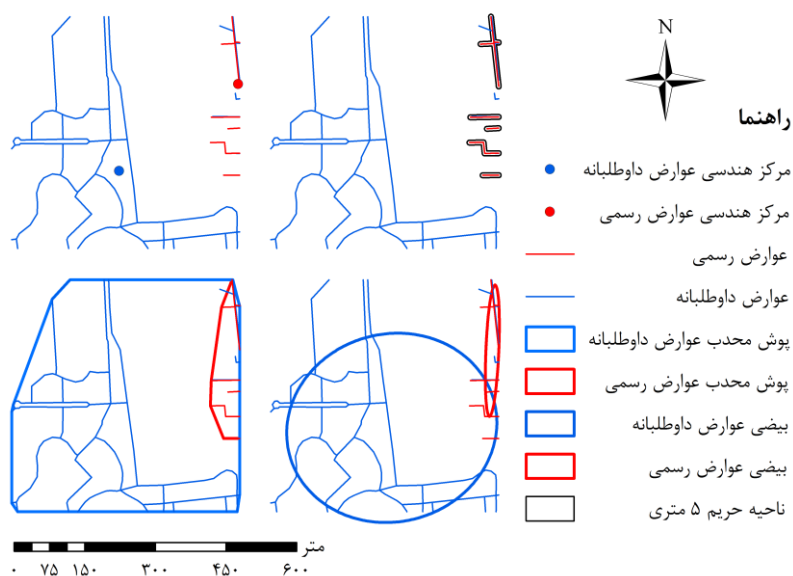 N
راهنما
مرکز هندسی عوارض داوطلبانه
مرکز هندسی عوارض رسمی
عوارض رسمی
عوارض داوطلبانه
پوش محدب عوارض داوطلبانه
پوش محدب عوارض رسمی
بیضی عوارض داوطلبانه
بیضی عوارض رسمی
ناحیه حریم ۵ متری
متر
۰ ۷۵ ۱۵۰ ۳۰۰ ۴۵۰ ۶۰۰